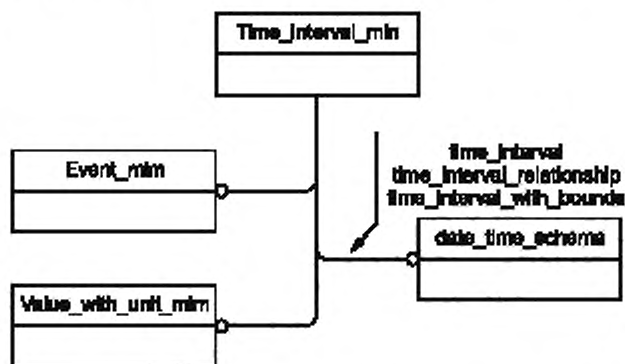 Time_interval_mim
Event_mim
time_interval
time_interval_relationship
time_interval_with_bounds
date_time_schema
Value_with_unit_mim